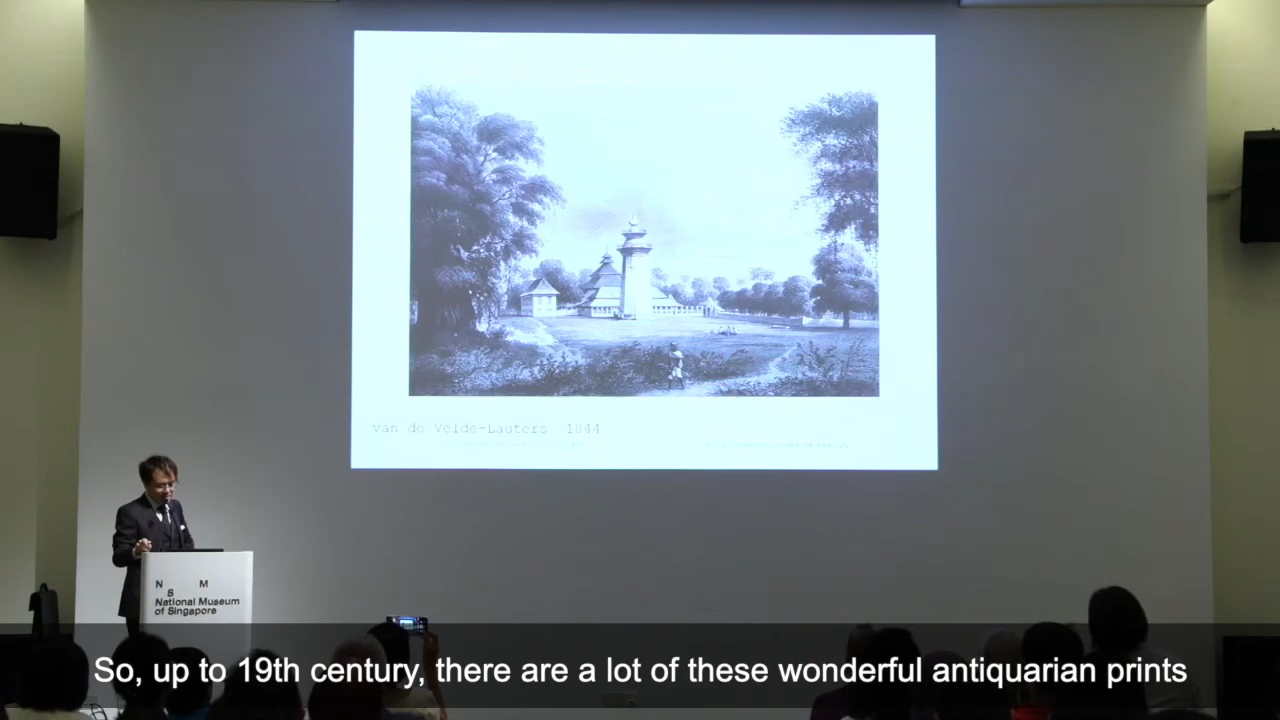 van de Velde-Lauters 1844
N M
S
National Museum
of Singapore
So, up to 19th century, there are a lot of these wonderful antiquarian prints